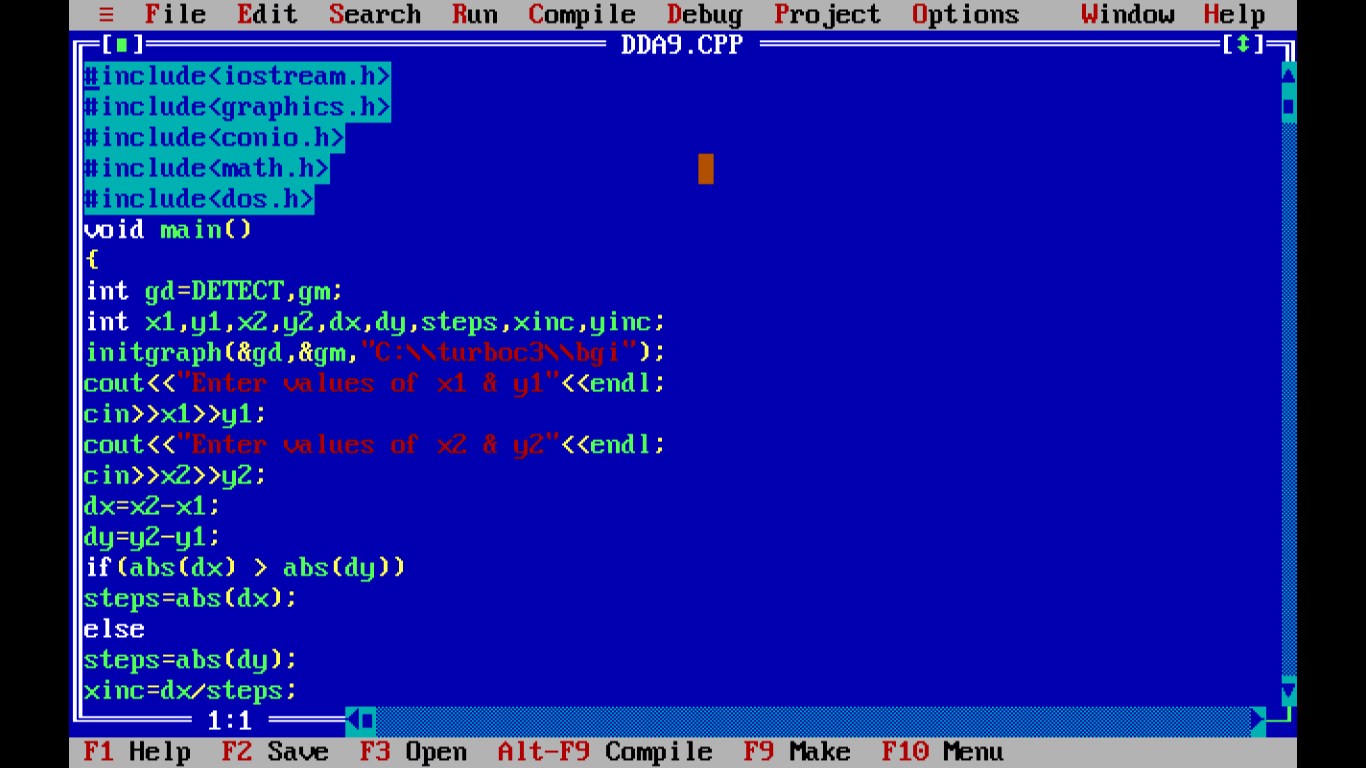 ≡ File Edit Search Run Compile Debug Project Options Window Help
[■] DDA9.CPP [↕]
#include<iostream.h>
#include<graphics.h>
#include<conio.h>
#include<math.h>
#include<dos.h>
void main()
{
int gd=DETECT,gm;
int x1,y1,x2,y2,dx,dy,steps,xinc,yinc;
initgraph(&gd,&gm,"C:\\turboc3\\bgi");
cout<<"Enter values of x1 & y1"<<endl;
cin>>x1>>y1;
cout<<"Enter values of x2 & y2"<<endl;
cin>>x2>>y2;
dx=x2-x1;
dy=y2-y1;
if(abs(dx) > abs(dy))
steps=abs(dx);
else
steps=abs(dy);
xinc=dx/steps;
1:1
F1 Help F2 Save F3 Open Alt-F9 Compile F9 Make F10 Menu